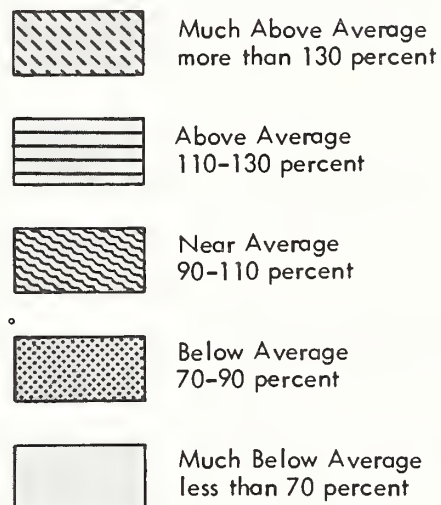 Much Above Average
more than 130 percent
Above Average
110-130 percent
Near Average
90-110 percent
Below Average
70-90 percent
Much Below Average
less than 70 percent